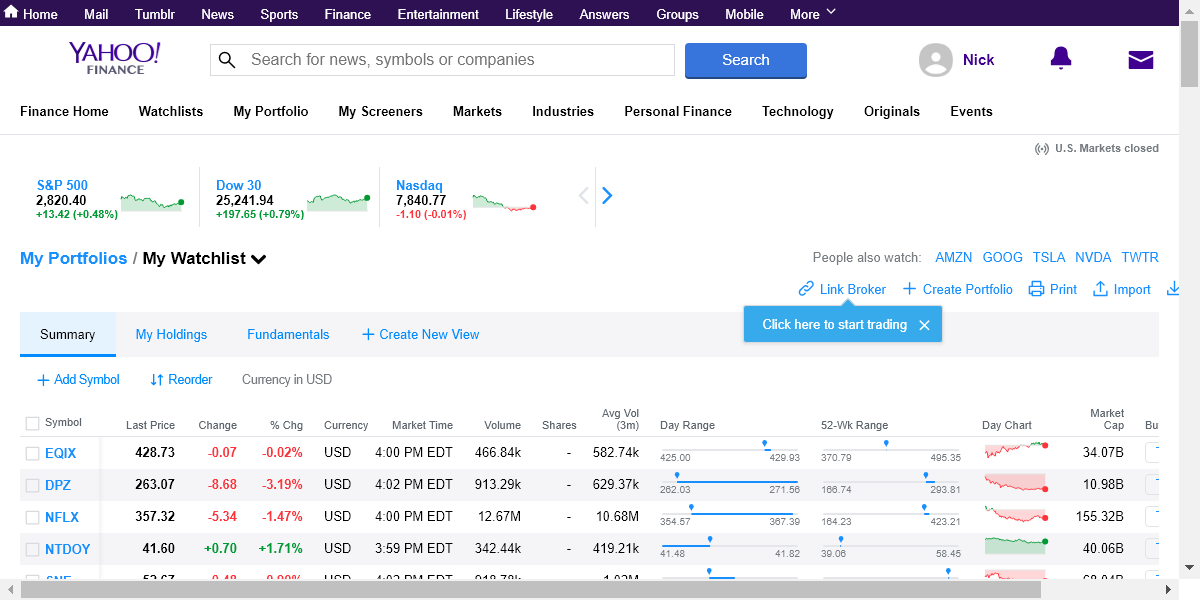 Home Mail Tumblr News Sports Finance Entertainment Lifestyle Answers Groups Mobile More
YAHOO!
FINANCE
Search for news, symbols or companies
Search
Nick
Finance Home Watchlists My Portfolio My Screeners Markets Industries Personal Finance Technology Originals Events
U.S. Markets closed
S&P 500 Dow 30 Nasdaq
2,820.40 25,241.94 7,840.77
+13.42 (+0.48%) +197.65 (+0.79%) -1.10 (-0.01%)
My Portfolios / My Watchlist
People also watch: AMZN GOOG TSLA NVDA TWTR
Link Broker Create Portfolio Print Import
Click here to start trading
Summary My Holdings Fundamentals + Create New View
+ Add Symbol Reorder Currency in USD
Symbol Last Price Change % Chg Currency Market Time Volume Shares Avg Vol (3m) Day Range 52-Wk Range Day Chart Market Cap
EQIX 428.73 -0.07 -0.02% USD 4:00 PM EDT 466.84k - 582.74k 425.00 429.93 370.79 495.35 34.07B
DPZ 263.07 -8.68 -3.19% USD 4:02 PM EDT 913.29k - 629.37k 262.03 271.56 166.74 293.81 10.98B
NFLX 357.32 -5.34 -1.47% USD 4:00 PM EDT 12.67M - 10.68M 354.57 367.39 164.23 423.21 155.32B
NTDOY 41.60 +0.70 +1.71% USD 3:59 PM EDT 342.44k - 419.21k 41.48 41.82 39.06 58.45 40.06B